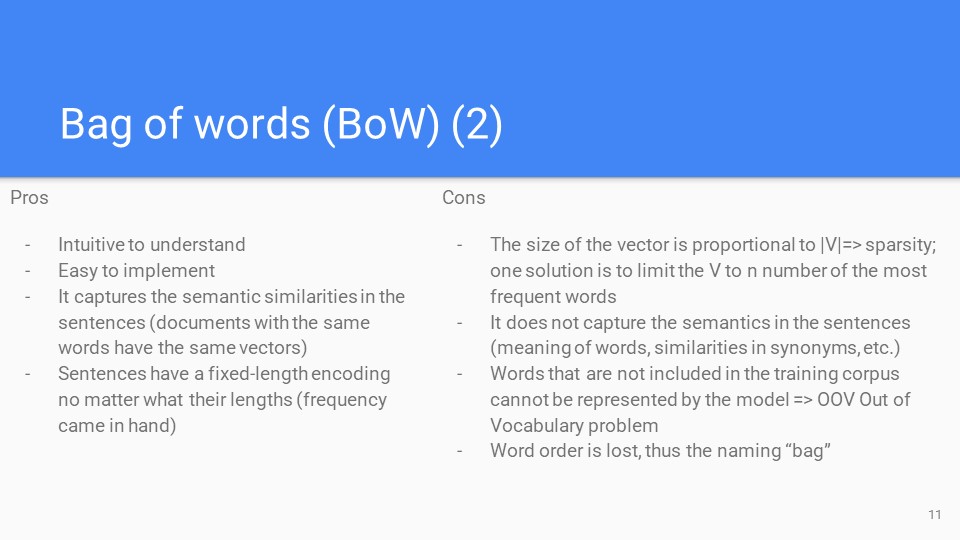 Bag of words (BoW) (2)
Pros
- Intuitive to understand
- Easy to implement
- It captures the semantic similarities in the
sentences (documents with the same
words have the same vectors)
- Sentences have a fixed-length encoding
no matter what their lengths (frequency
came in hand)
Cons
- The size of the vector is proportional to |V|=> sparsity;
one solution is to limit the V to n number of the most
frequent words
- It does not capture the semantics in the sentences
(meaning of words, similarities in synonyms, etc.)
- Words that are not included in the training corpus
cannot be represented by the model => OOV Out of
Vocabulary problem
- Word order is lost, thus the naming “bag”
11